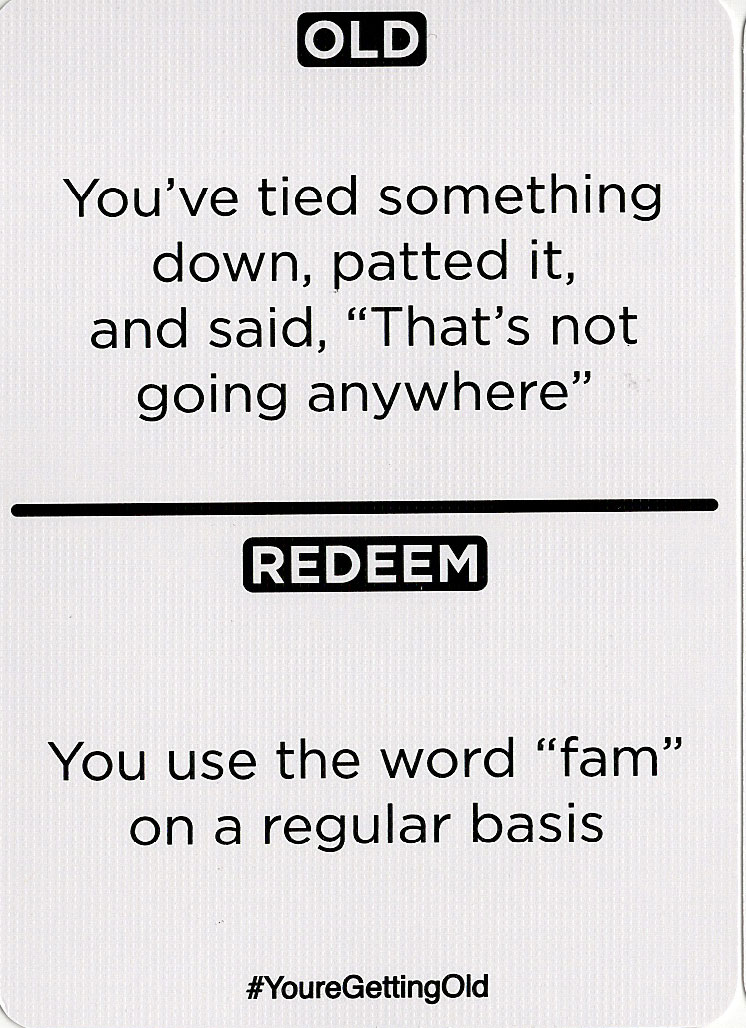 OLD
You’ve tied something
down, patted it,
and said, “That’s not
going anywhere”
REDEEM
You use the word “fam”
on a regular basis
#YoureGettingOld